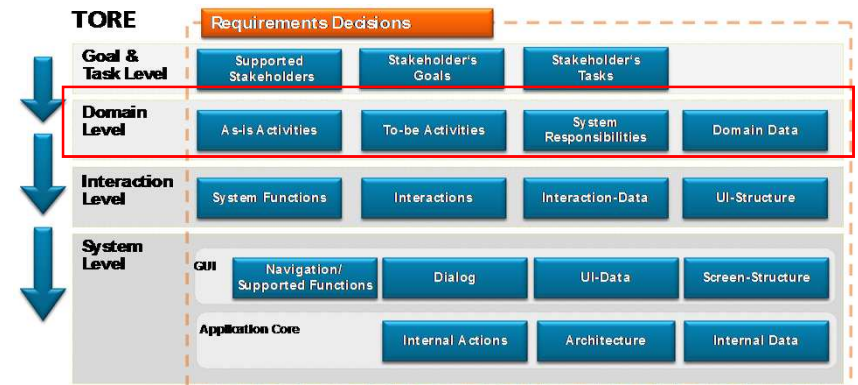 TORE
Requirements Decisions
Goal &
Task Level
Supported
Stakeholders
Stakeholder's
Goals
Stakeholder's
Tasks
Domain
Level
As-is Activities
To-be Activities
System
Responsibilities
Domain Data
Interaction
Level
System Functions
Interactions
Interaction-Data
UI-Structure
System
Level
GUI
Navigation/
Supported Functions
Dialog
UI-Data
Screen-Structure
Application Core
Internal Actions
Architecture
Internal Data